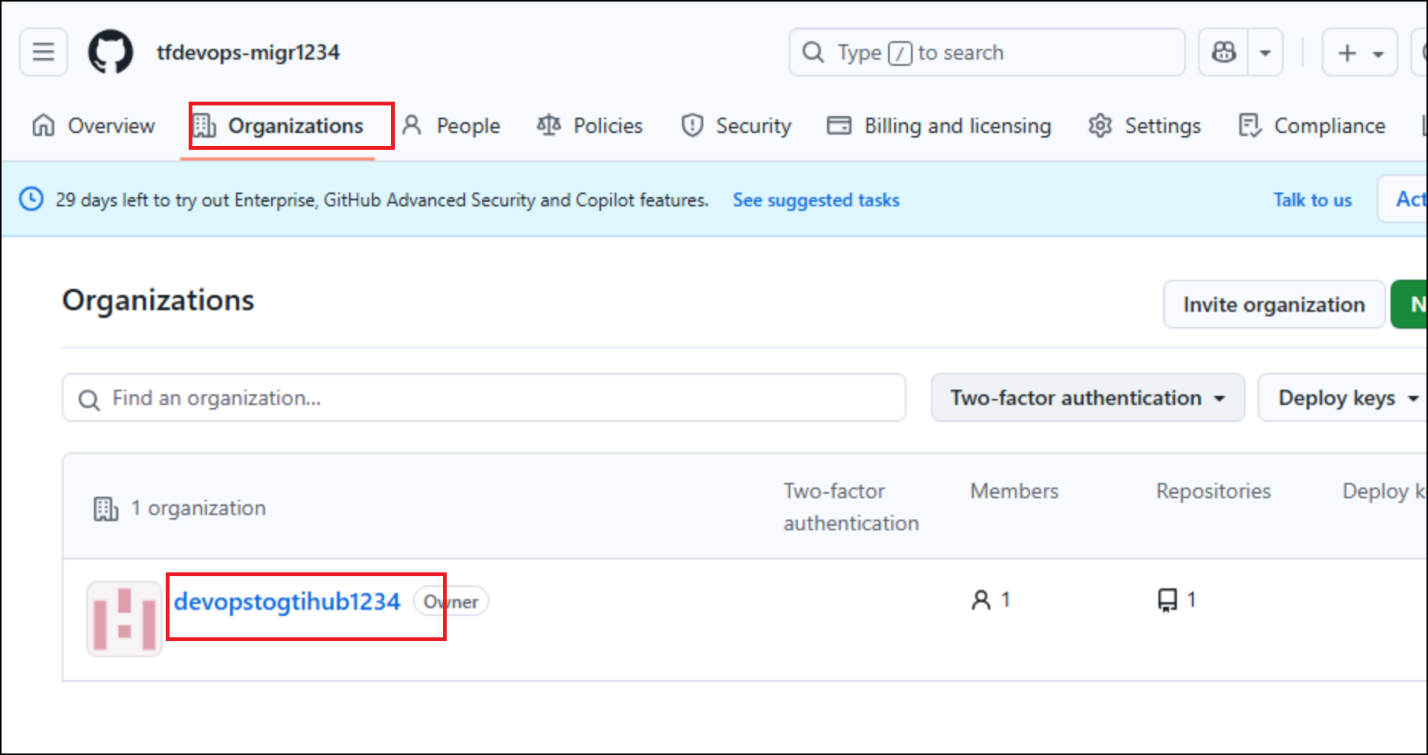 tfdevops-migr1234
Type / to search
Overview Organizations People Policies Security Billing and licensing Settings Compliance
29 days left to try out Enterprise, GitHub Advanced Security and Copilot features. See suggested tasks Talk to us Act
Organizations
Invite organization N
Find an organization... Two-factor authentication Deploy keys
1 organization Two-factor authentication Members Repositories Deploy k
devopstogtihub1234 Owner 1 1